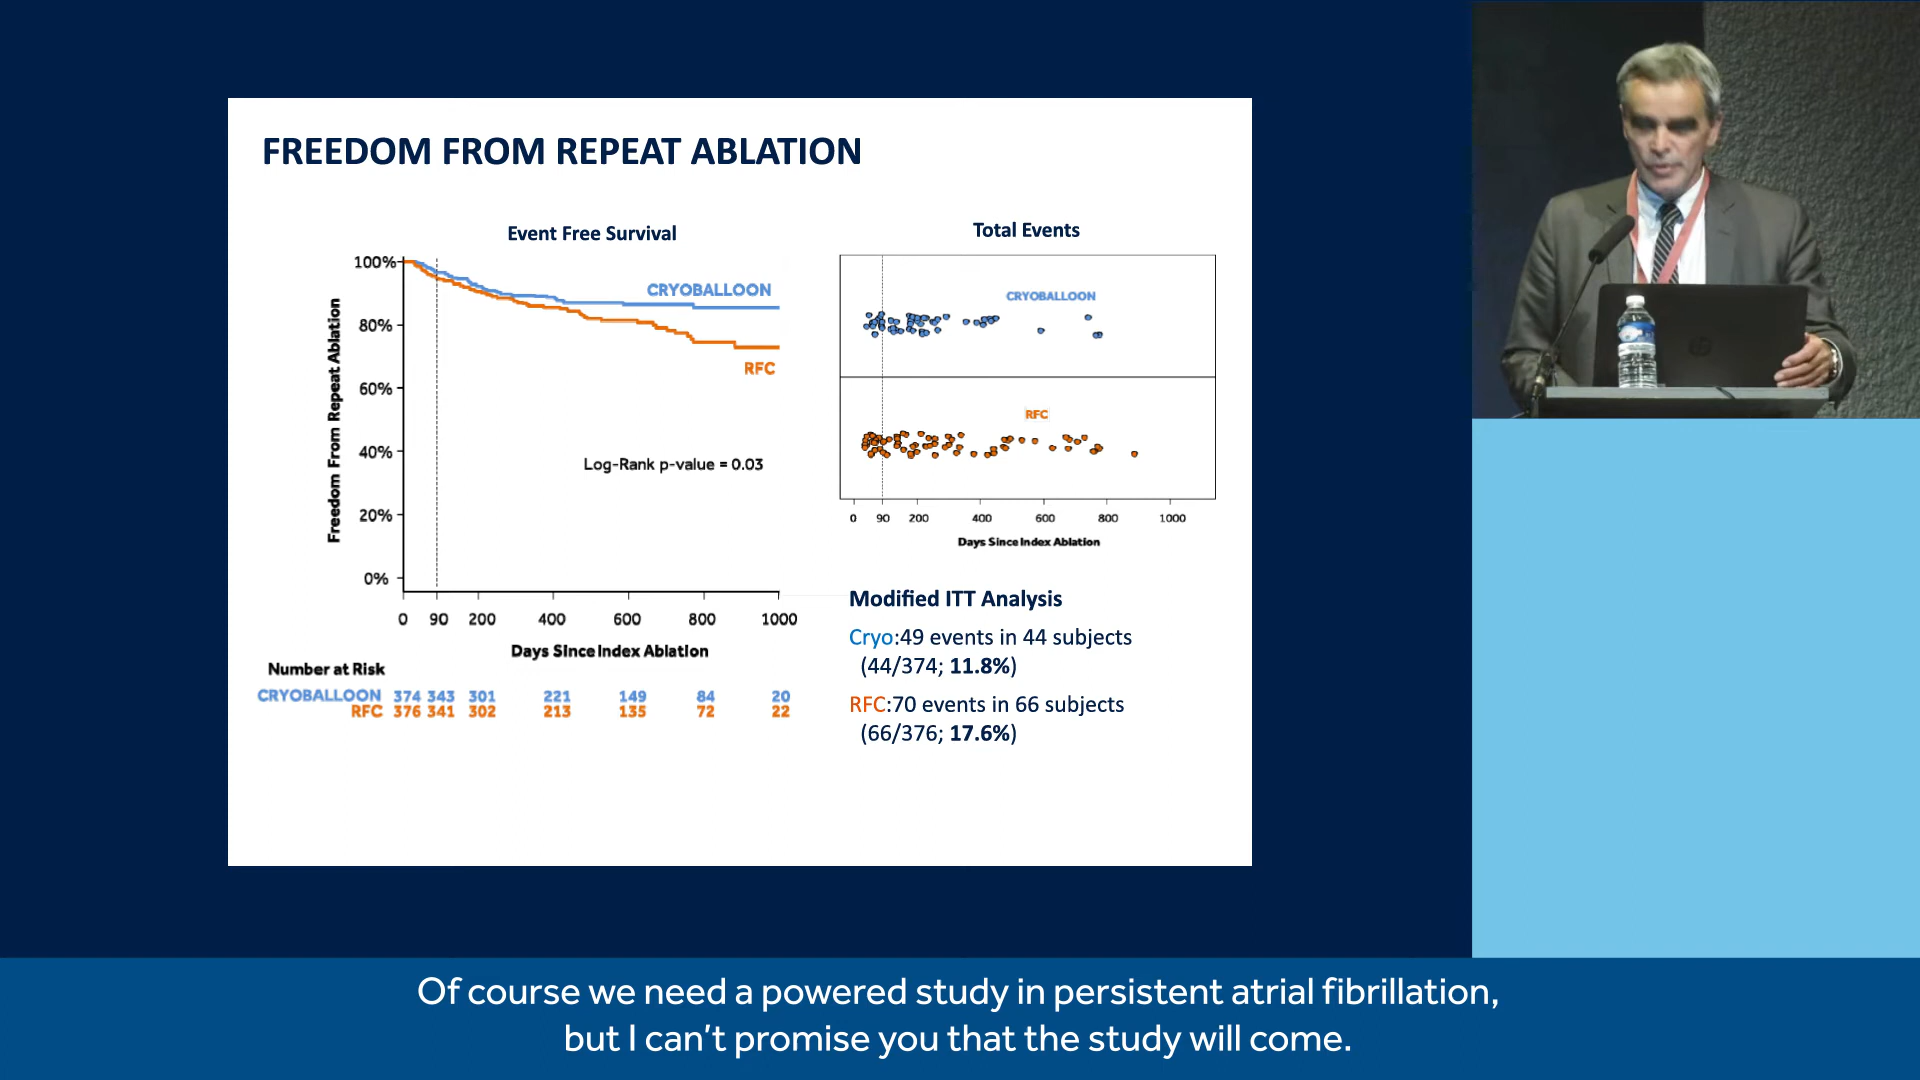 FREEDOM FROM REPEAT ABLATION
Event Free Survival
Freedom From Repeat Ablation
100%
80%
60%
40%
20%
0%
CRYOBALLOON
RFC
Log-Rank p-value = 0.03
0 90 200 400 600 800 1000
Days Since Index Ablation
Number at Risk
CRYOBALLOON 374 343 301 221 149 84 20
RFC 376 341 302 213 135 72 22
Total Events
CRYOBALLOON
RFC
0 90 200 400 600 800 1000
Days Since Index Ablation
Modified ITT Analysis
Cryo:49 events in 44 subjects
(44/374; 11.8%)
RFC:70 events in 66 subjects
(66/376; 17.6%)
Of course we need a powered study in persistent atrial fibrillation,
but I can't promise you that the study will come.